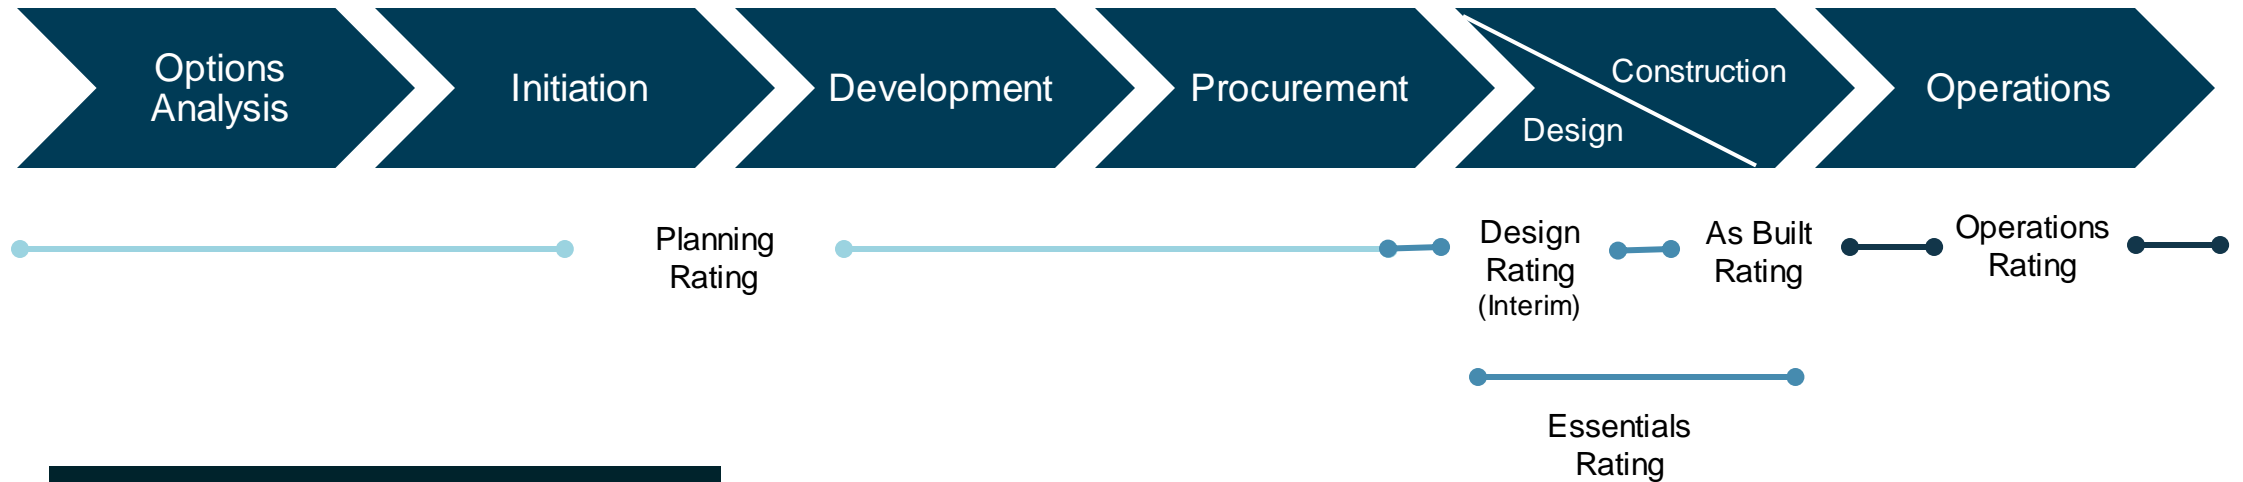 Options
Analysis
Initiation
Development
Procurement
Construction
Design
Operations
Planning
Rating
Design
Rating
(Interim)
As Built
Rating
Operations
Rating
Essentials
Rating